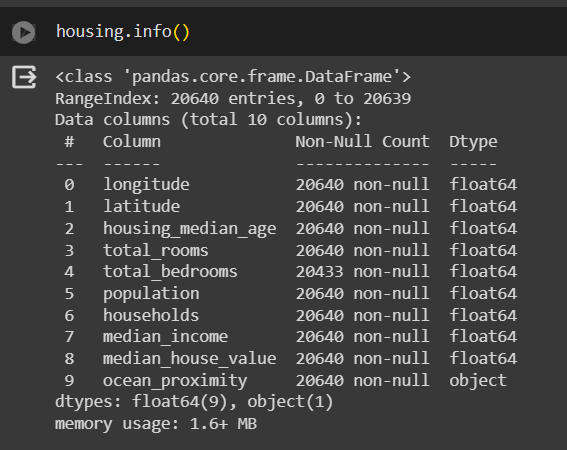 housing.info()
<class 'pandas.core.frame.DataFrame'>
RangeIndex: 20640 entries, 0 to 20639
Data columns (total 10 columns):
 #   Column              Non-Null Count  Dtype
---  ------              --------------  -----
 0   longitude           20640 non-null  float64
 1   latitude            20640 non-null  float64
 2   housing_median_age  20640 non-null  float64
 3   total_rooms         20640 non-null  float64
 4   total_bedrooms      20433 non-null  float64
 5   population          20640 non-null  float64
 6   households          20640 non-null  float64
 7   median_income       20640 non-null  float64
 8   median_house_value  20640 non-null  float64
 9   ocean_proximity     20640 non-null  object
dtypes: float64(9), object(1)
memory usage: 1.6+ MB